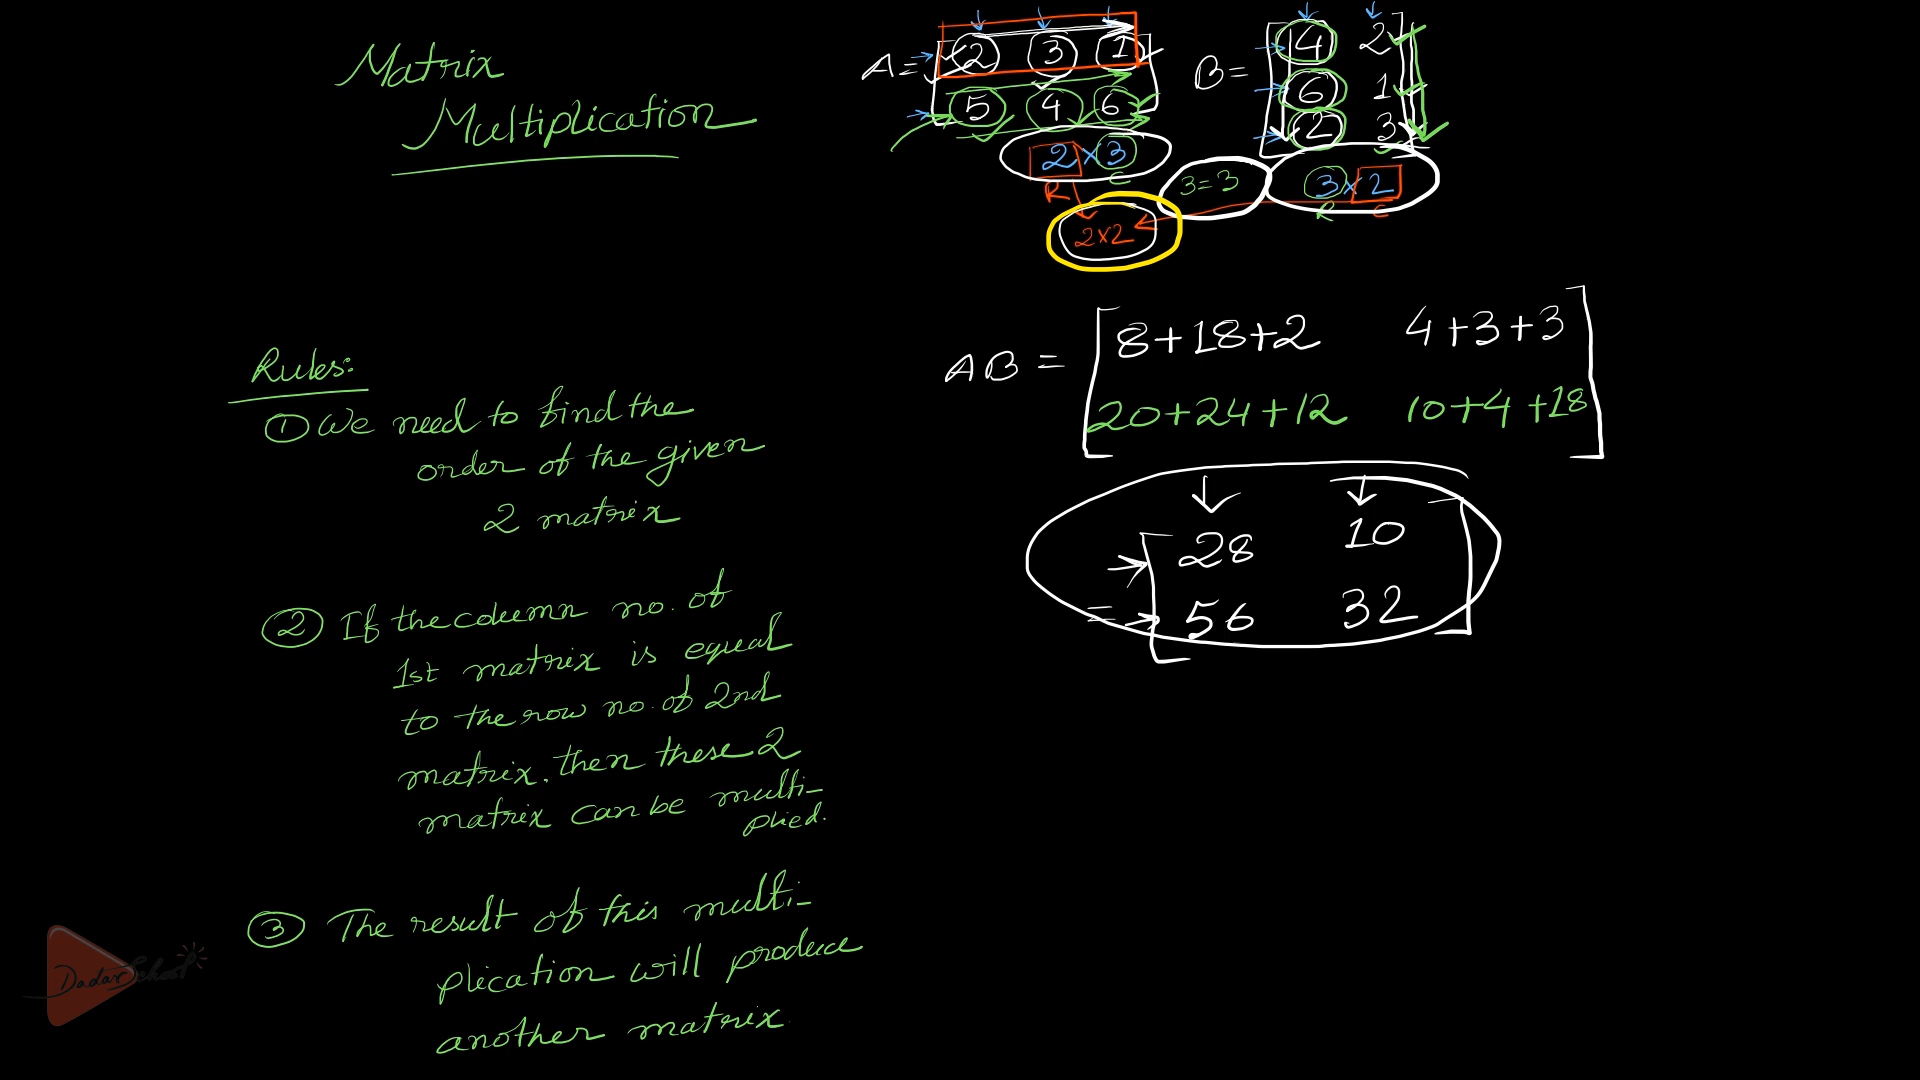 Matrix
Multiplication
A = [2 3 1
5 4 6]
2 × 3
R C
B = [4 2
6 1
2 3]
3 × 2
R C
3 = 3
2×2
Rules:
① We need to find the
order of the given
2 matrix
② If the column no. of
1st matrix is equal
to the row no. of 2nd
matrix, then these 2
matrix can be multi-
plied.
③ The result of this multi-
plication will produce
another matrix
AB = [8+18+2 4+3+3
20+24+12 10+4+18]
= [28 10
56 32]
Dadar School